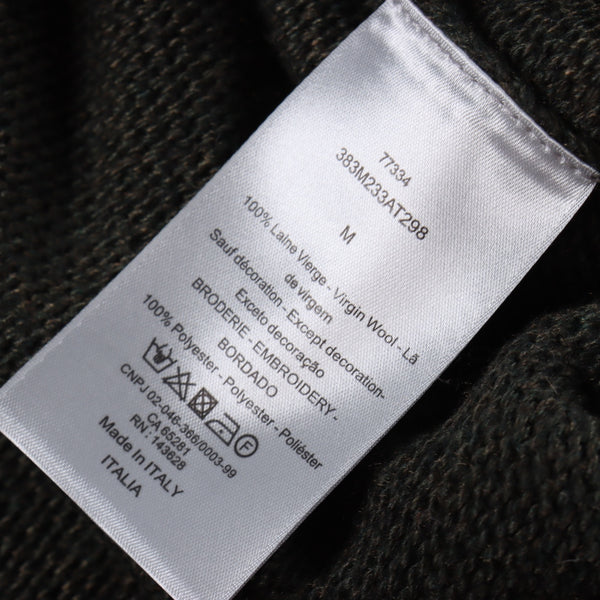 77334
383M233AT298
M
100% Laine Vierge - Virgin Wool - Lã
de virgem
Sauf décoration - Except decoration-
Exceto decoração
BRODERIE - EMBROIDERY-
BORDADO
100% Polyester - Polyester - Poliéster
CNPJ 02-046-386/0003-99
CA 65281
RN : 143628
Made In ITALY
ITALIA